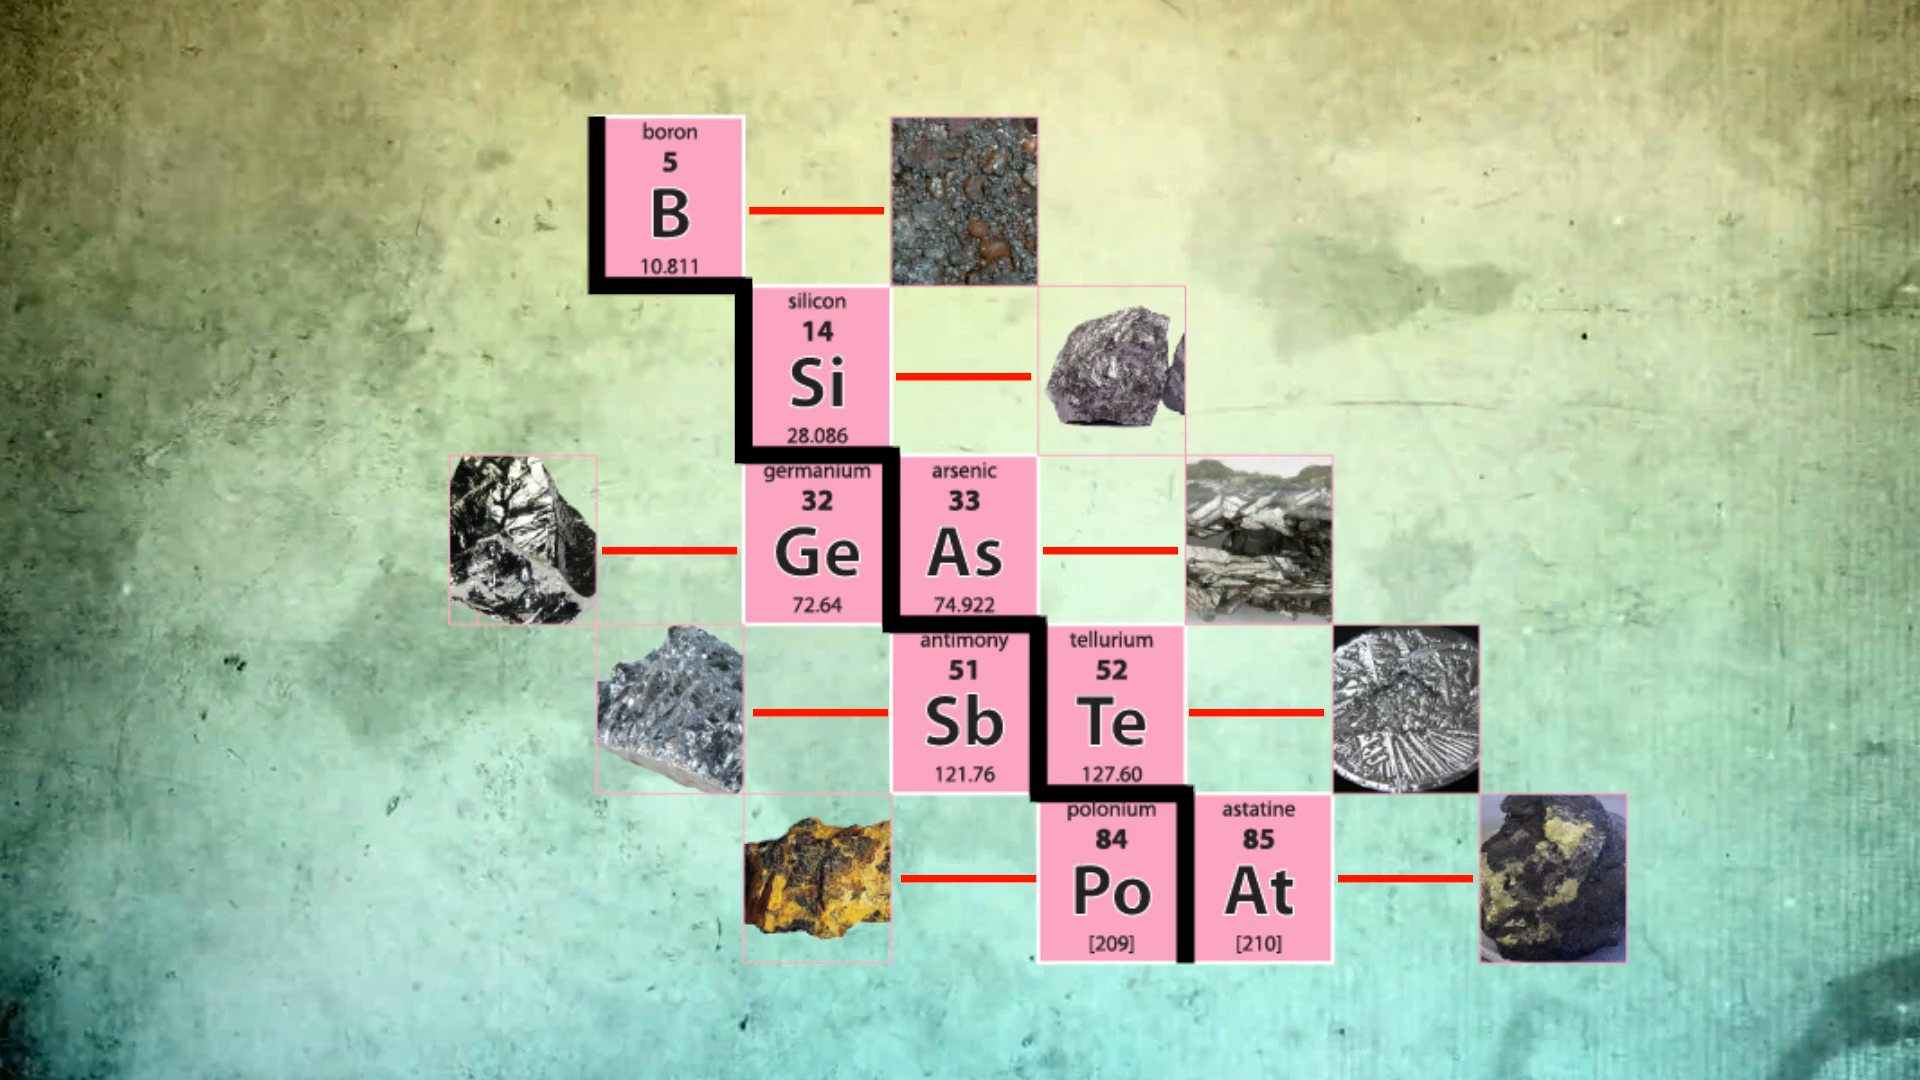 boron
5
B
10.811
silicon
14
Si
28.086
germanium
32
Ge
72.64
arsenic
33
As
74.922
antimony
51
Sb
121.76
tellurium
52
Te
127.60
polonium
84
Po
[209]
astatine
85
At
[210]